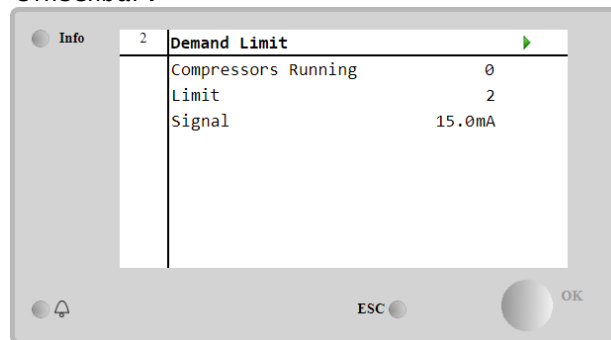 Info
2 Demand Limit
Compressors Running 0
Limit 2
Signal 15.0mA
ESC
OK